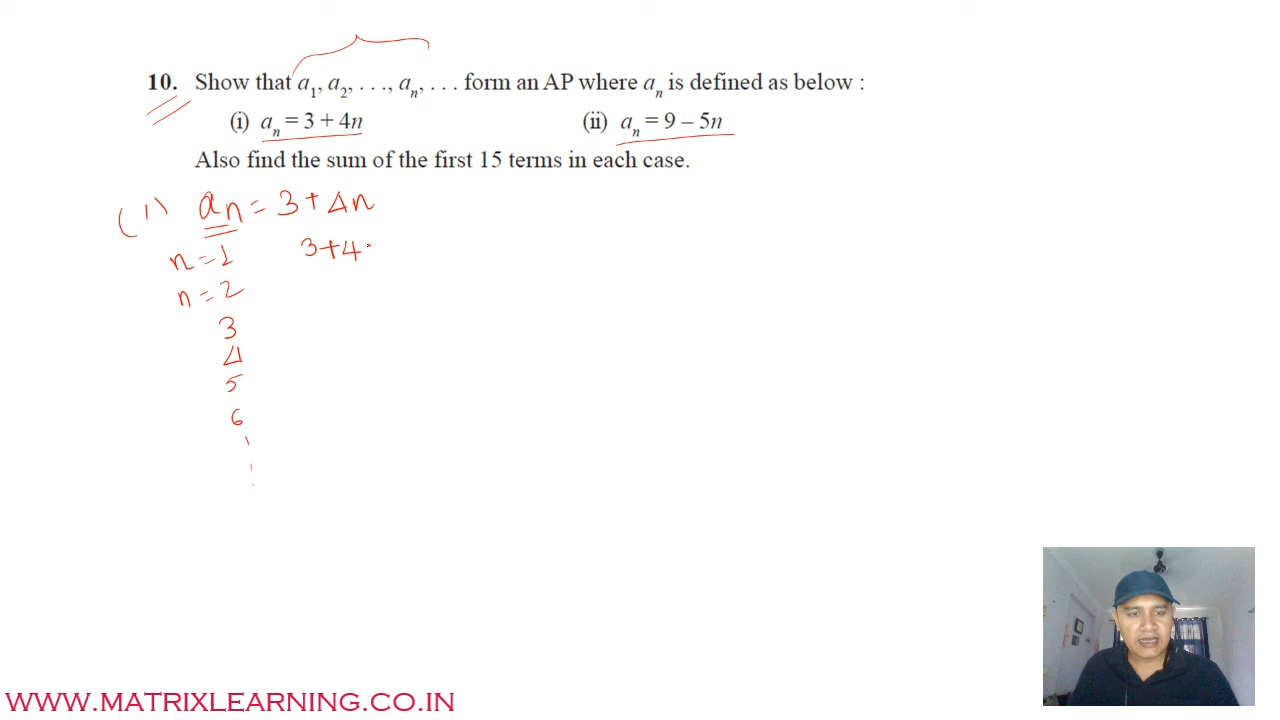 10. Show that a₁, a₂, . . ., aₙ, . . . form an AP where aₙ is defined as below :
(i) aₙ = 3 + 4n (ii) aₙ = 9 – 5n
Also find the sum of the first 15 terms in each case.
(1) aₙ = 3 + 4n
n = 1 3+4·
n = 2
3
4
5
6
WWW.MATRIXLEARNING.CO.IN